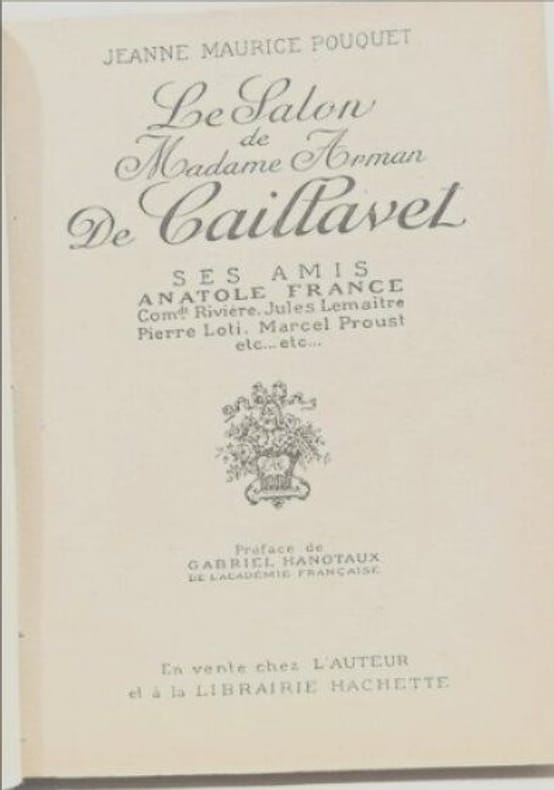 JEANNE MAURICE POUQUET
Le Salon
de
Madame Arman
De Caillavet
SES AMIS
ANATOLE FRANCE
Comdt Rivière. Jules Lemaitre
Pierre Loti. Marcel Proust
etc... etc...
Préface de
GABRIEL HANOTAUX
DE L'ACADÉMIE FRANÇAISE
En vente chez L'AUTEUR
et à la LIBRAIRIE HACHETTE